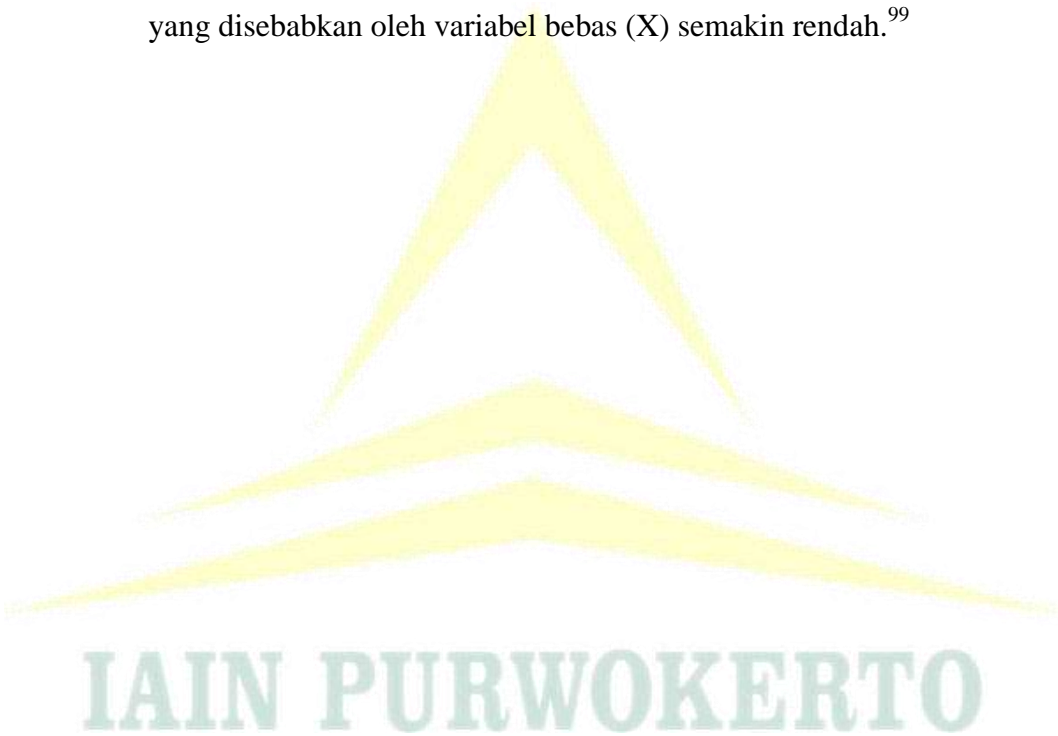 yang disebabkan oleh variabel bebas (X) semakin rendah.99
IAIN PURWOKERTO